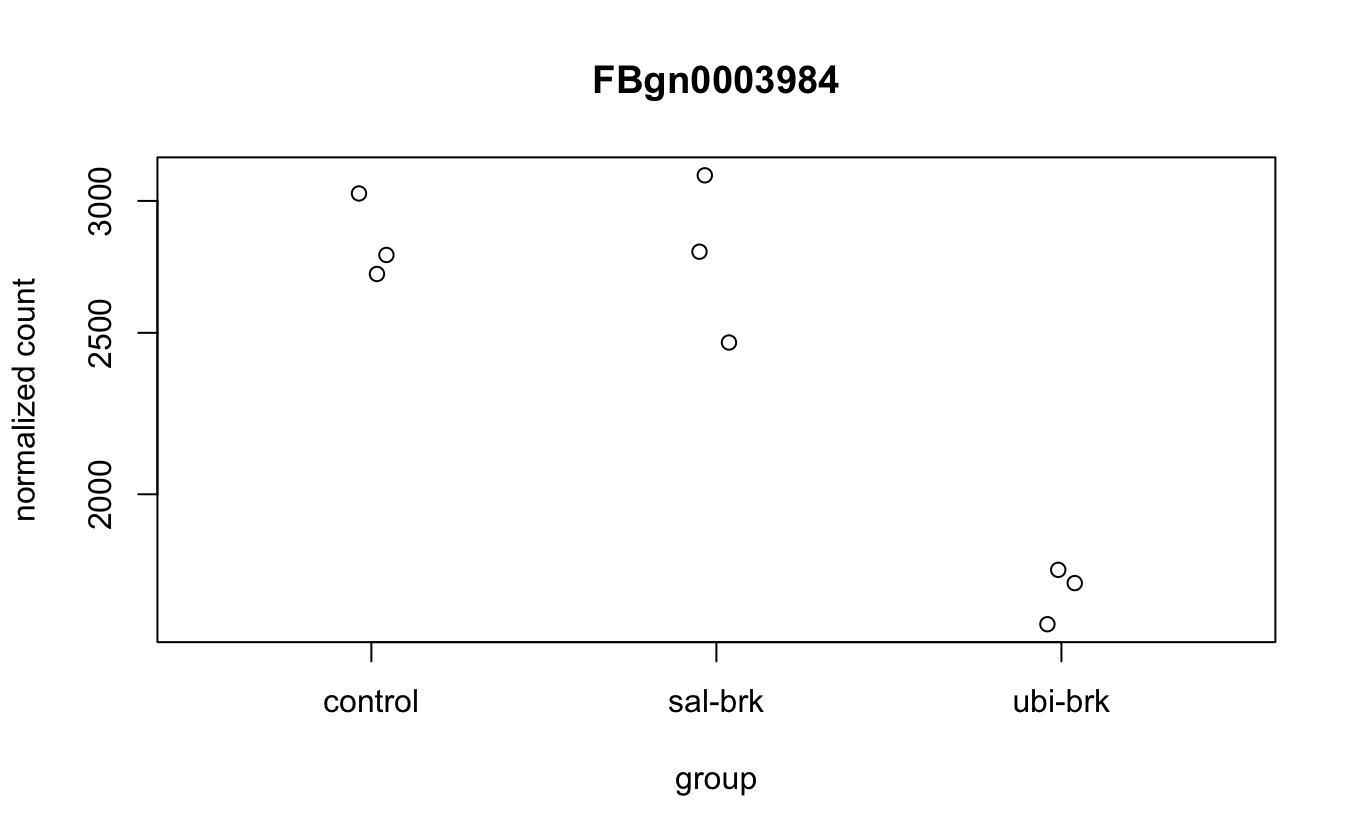 FBgn0003984
normalized count
3000
2500
2000
control
sal-brk
ubi-brk
group